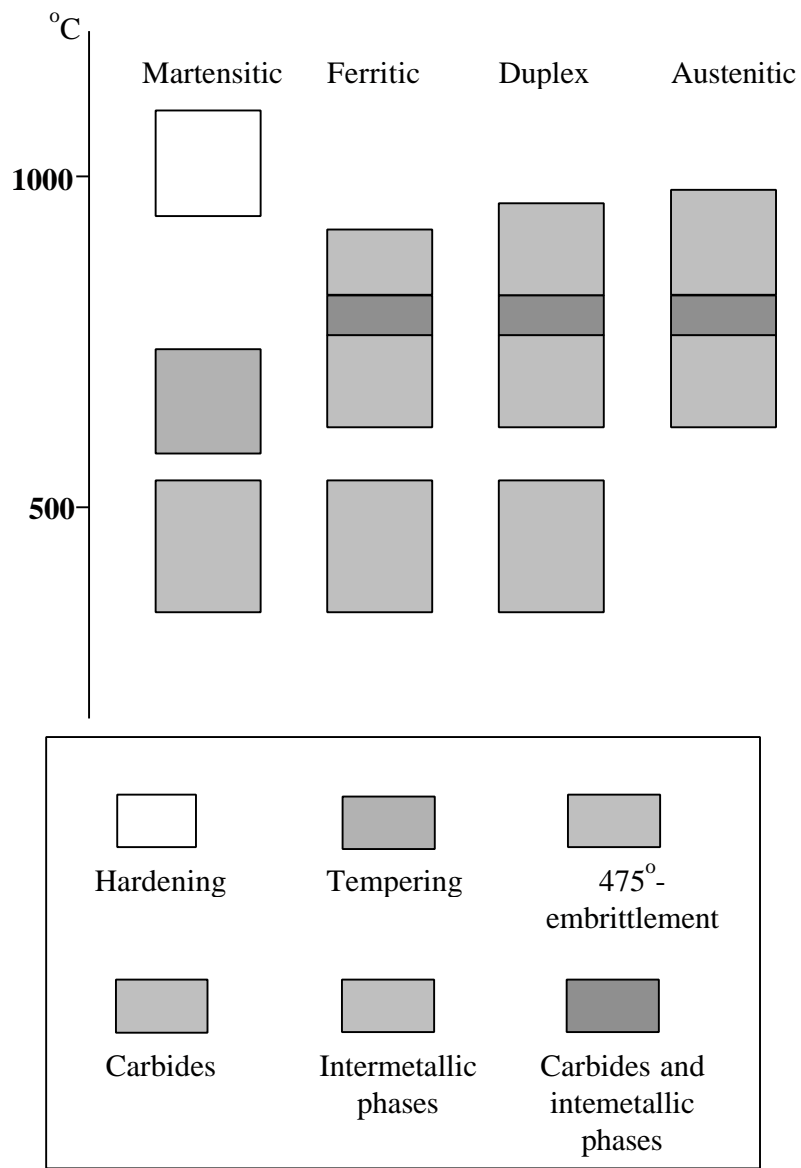 °C
Martensitic Ferritic Duplex Austenitic
1000
500
Hardening Tempering 475°-
embrittlement
Carbides Intermetallic Carbides and
phases intemetallic
phases